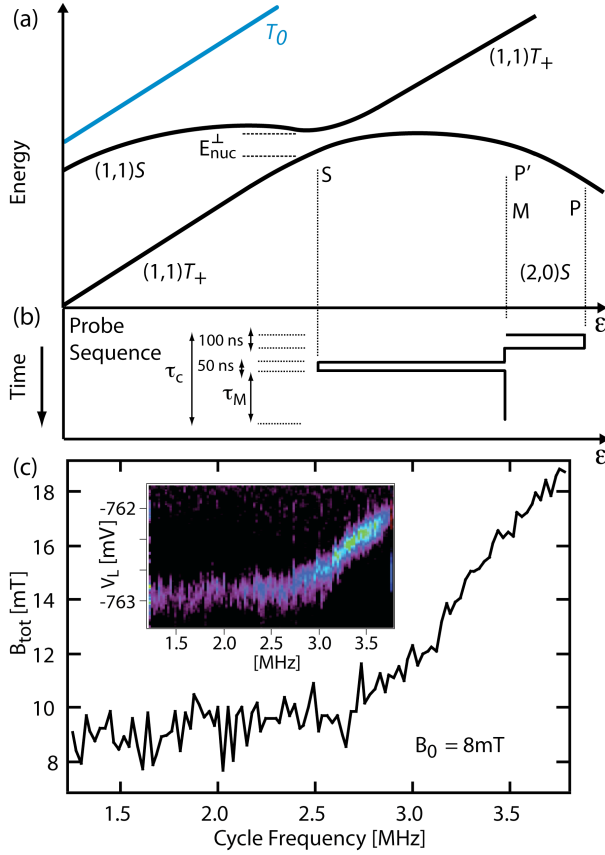 (a)
T0
(1,1)T+
Energy
E⊥nuc
(1,1)S
S
P'
M
P
(1,1)T+
(2,0)S
ε
(b)
Probe
Sequence
Time
τc
100 ns
50 ns
τM
ε
(c)
Btot [mT]
18
16
14
12
10
8
VL [mV]
-762
-763
1.5 2.0 2.5 3.0 3.5
[MHz]
B0 = 8mT
1.5 2.0 2.5 3.0 3.5
Cycle Frequency [MHz]